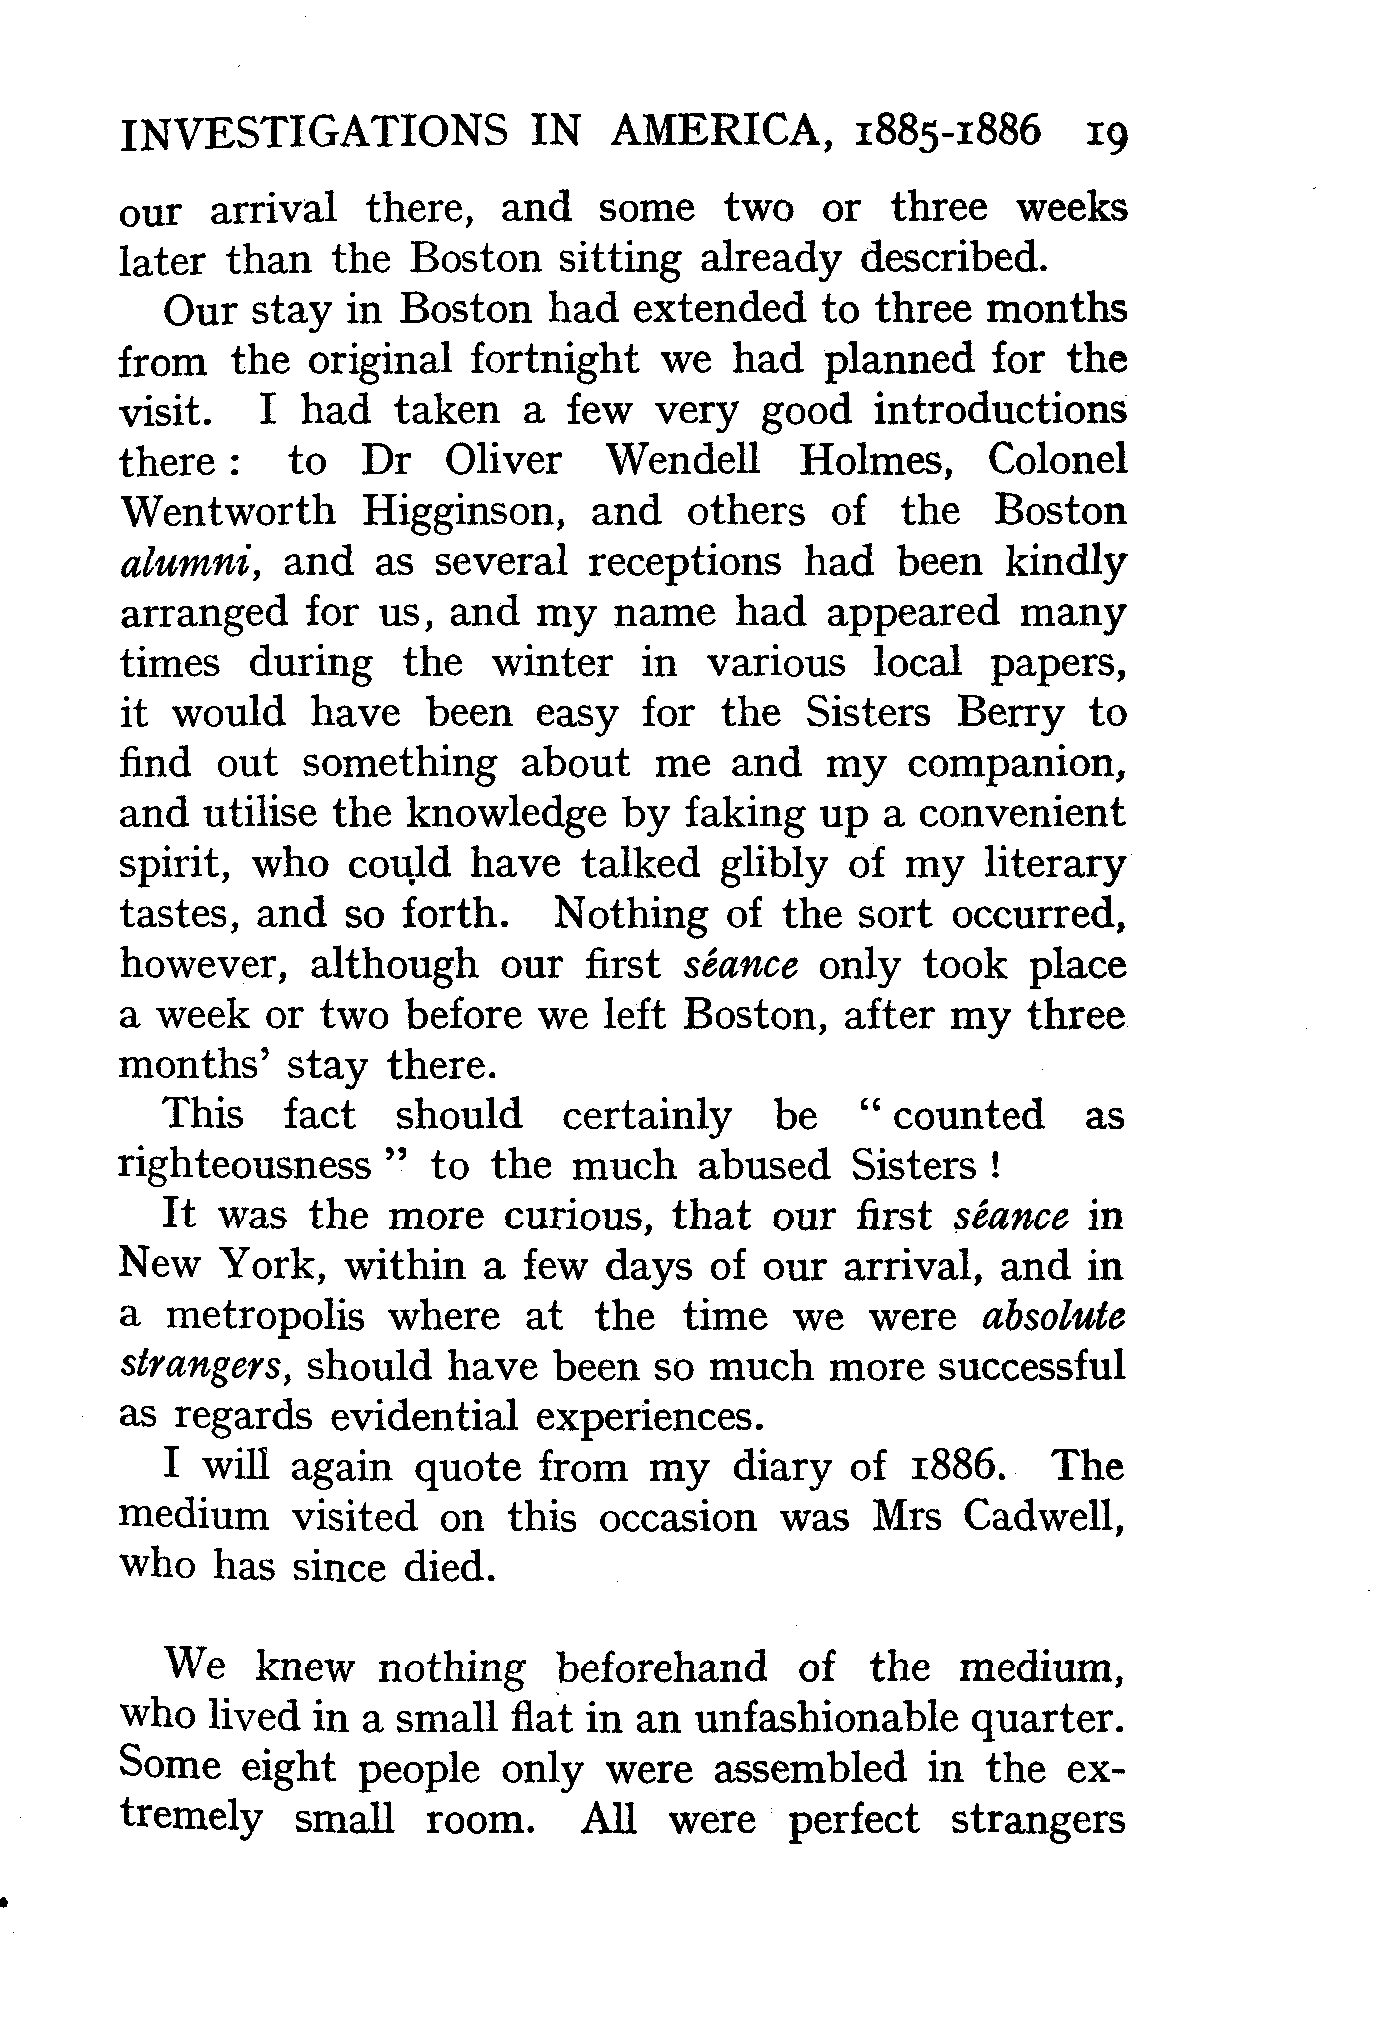 INVESTIGATIONS IN AMERICA, 1885-1886 19
our arrival there, and some two or three weeks
later than the Boston sitting already described.
Our stay in Boston had extended to three months
from the original fortnight we had planned for the
visit. I had taken a few very good introductions
there : to Dr Oliver Wendell Holmes, Colonel
Wentworth Higginson, and others of the Boston
alumni, and as several receptions had been kindly
arranged for us, and my name had appeared many
times during the winter in various local papers,
it would have been easy for the Sisters Berry to
find out something about me and my companion,
and utilise the knowledge by faking up a convenient
spirit, who could have talked glibly of my literary
tastes, and so forth. Nothing of the sort occurred,
however, although our first séance only took place
a week or two before we left Boston, after my three
months' stay there.
This fact should certainly be " counted as
righteousness " to the much abused Sisters !
It was the more curious, that our first séance in
New York, within a few days of our arrival, and in
a metropolis where at the time we were absolute
strangers, should have been so much more successful
as regards evidential experiences.
I will again quote from my diary of 1886. The
medium visited on this occasion was Mrs Cadwell,
who has since died.
We knew nothing beforehand of the medium,
who lived in a small flat in an unfashionable quarter.
Some eight people only were assembled in the ex-
tremely small room. All were perfect strangers